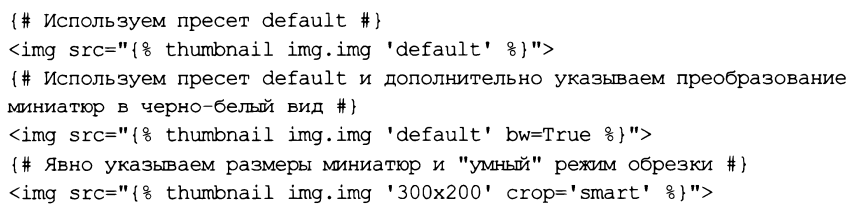 {# Используем пресет default #}
<img src="{% thumbnail img.img 'default' %}">
{# Используем пресет default и дополнительно указываем преобразование
миниатюр в черно-белый вид #}
<img src="{% thumbnail img.img 'default' bw=True %}">
{# Явно указываем размеры миниатюр и "умный" режим обрезки #}
<img src="{% thumbnail img.img '300x200' crop='smart' %}">